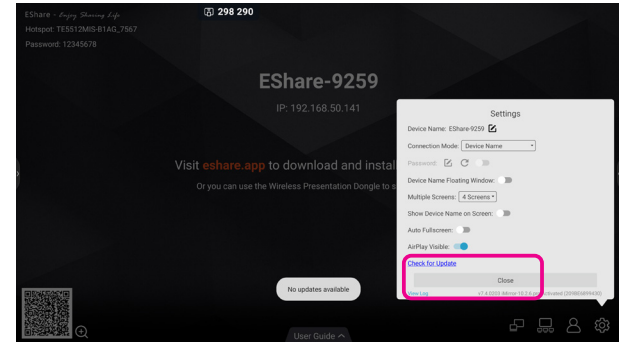 EShare · Enjoy Sharing Life
298 290
Hotspot: TE5512MIS-B1AG_7567
Password: 12345678
EShare-9259
IP: 192.168.50.141
Visit eshare.app to download and instal
Or you can use the Wireless Presentation Dongle to s
Settings
Device Name: EShare-9259
Connection Mode: Device Name
Password:
Device Name Floating Window:
Multiple Screens: 4 Screens
Show Device Name on Screen:
Auto Fullscreen:
AirPlay Visible:
Check for Update
Close
View Log
No updates available
User Guide